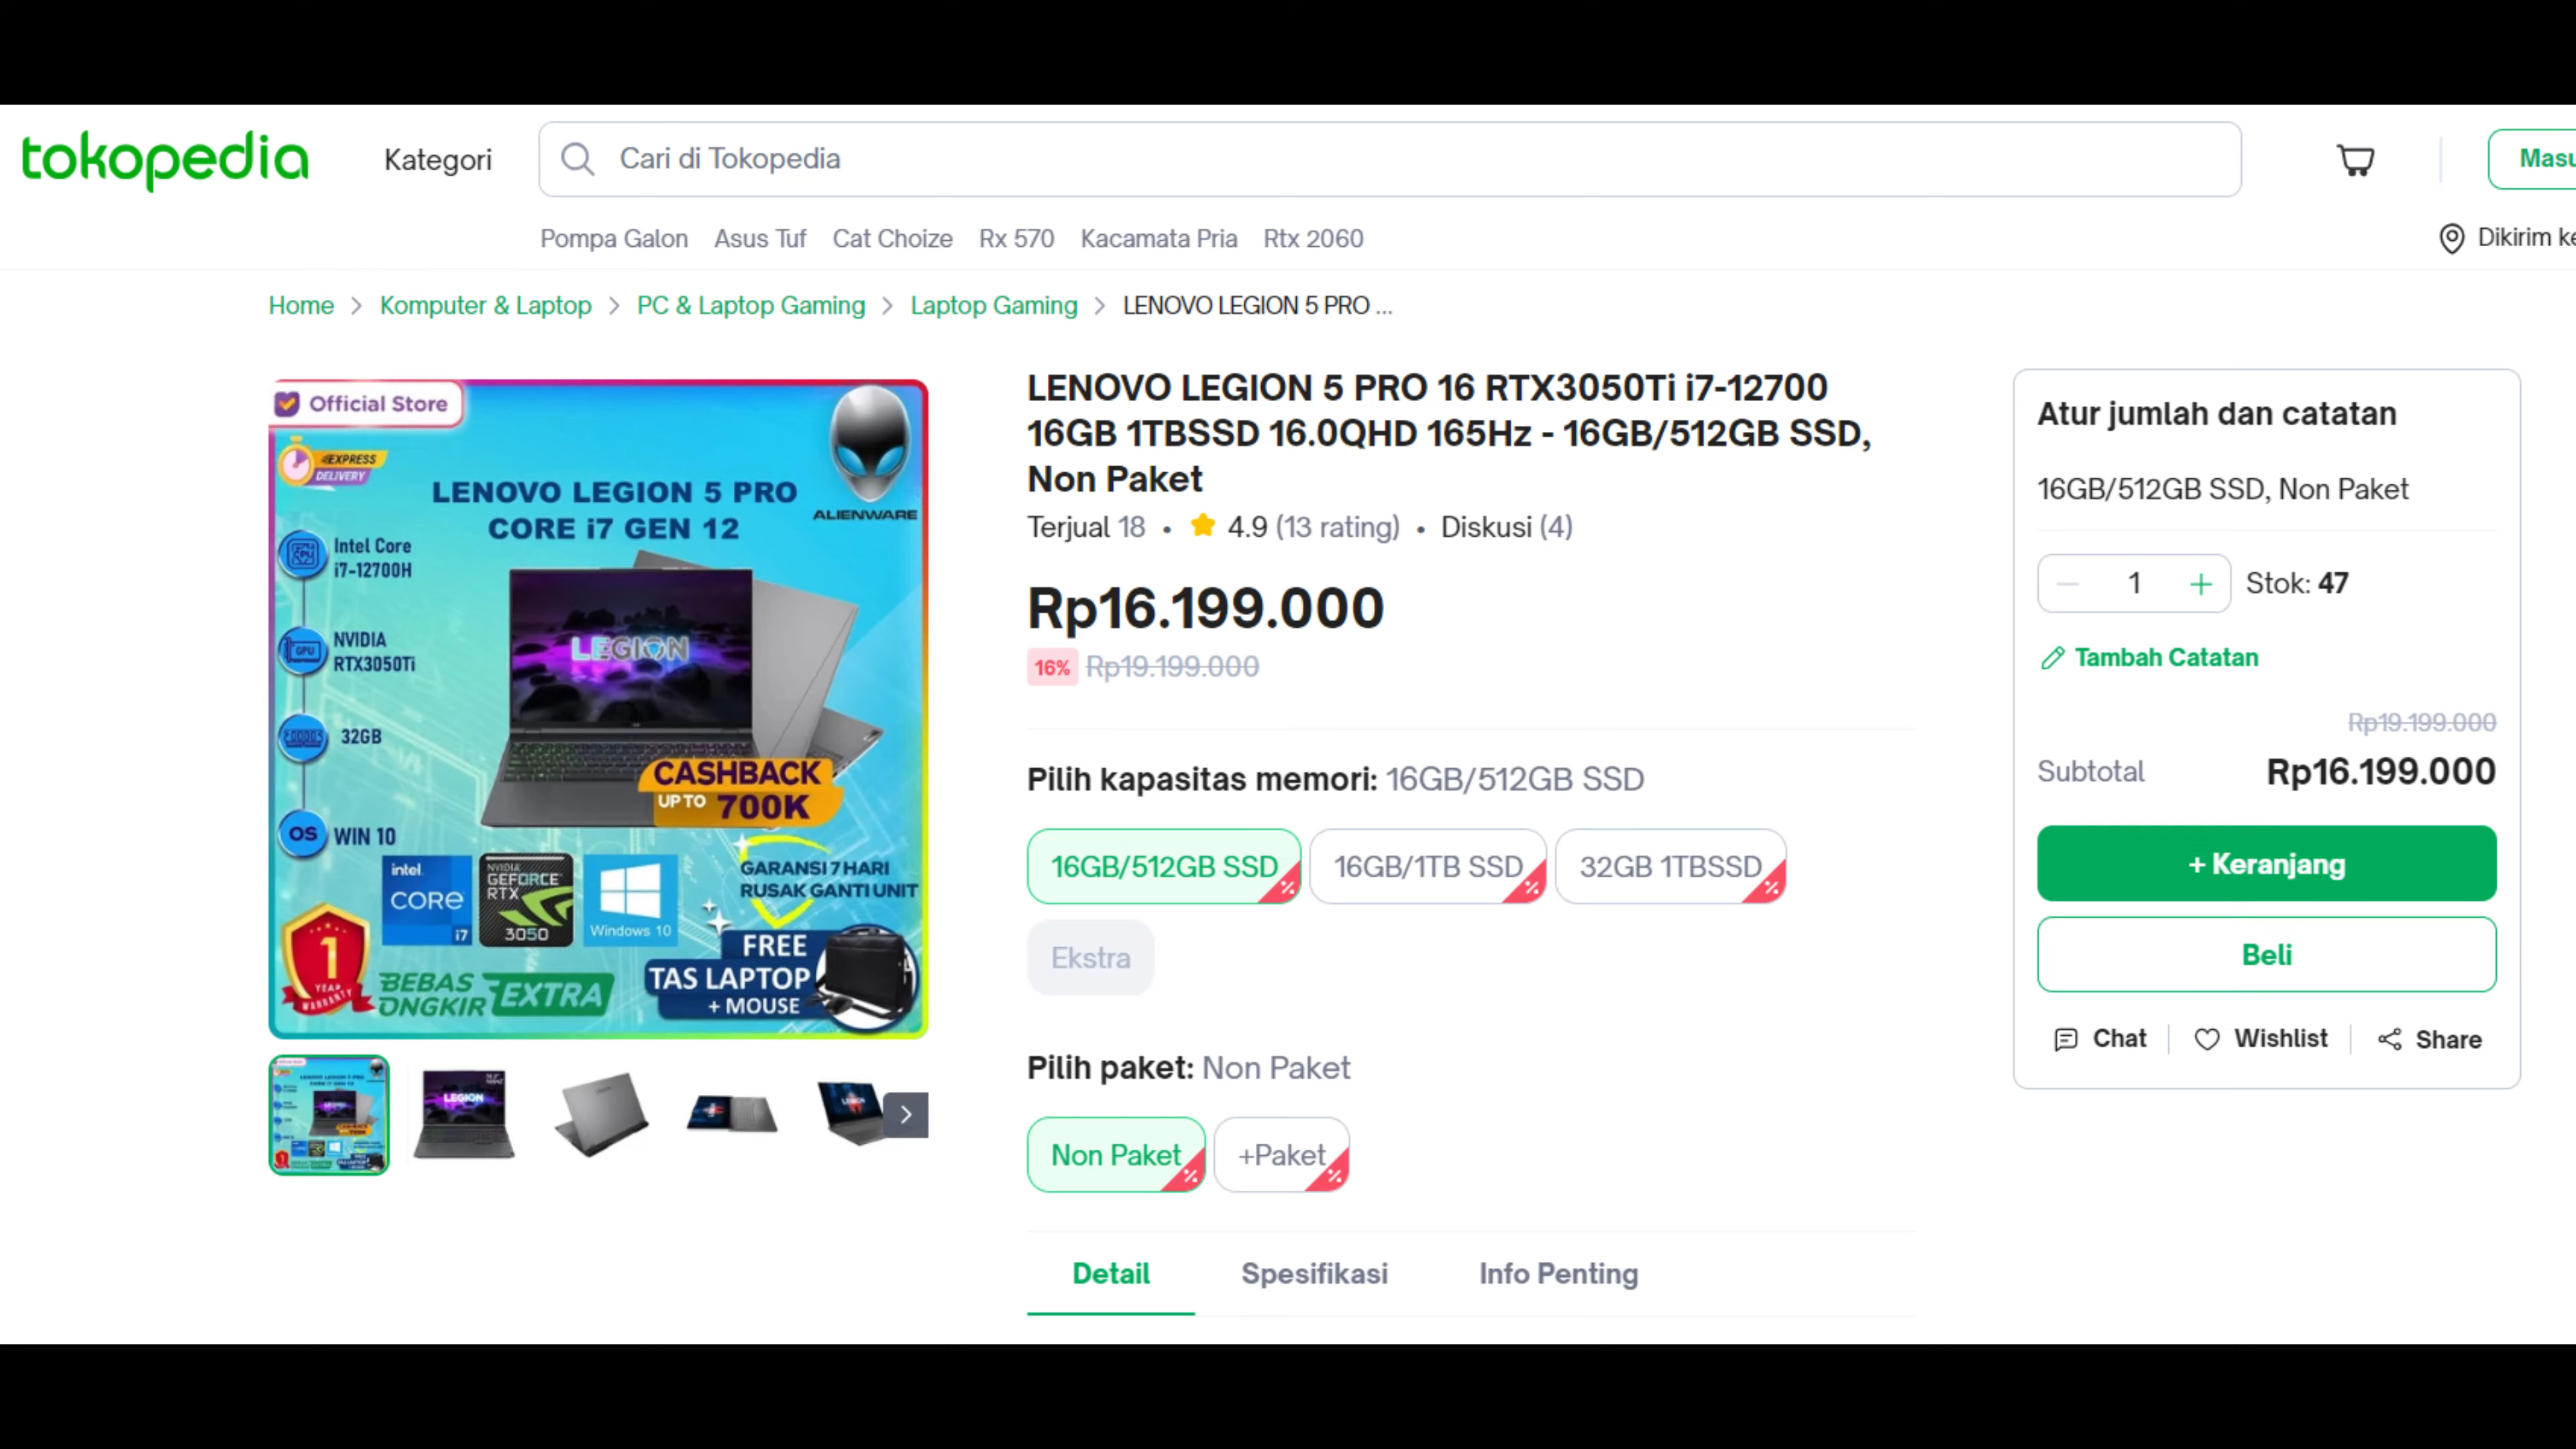 tokopedia
Kategori
Cari di Tokopedia
Masu
Pompa Galon Asus Tuf Cat Choize Rx 570 Kacamata Pria Rtx 2060
Dikirim ke
Home > Komputer & Laptop > PC & Laptop Gaming > Laptop Gaming > LENOVO LEGION 5 PRO ...
Official Store
EXPRESS
DELIVERY
ALIENWARE
LENOVO LEGION 5 PRO
CORE i7 GEN 12
CPU
Intel Core
i7-12700H
GPU
NVIDIA
RTX3050Ti
32GB
OS
WIN 10
LEGION
CASHBACK
UP TO 700K
intel
CORE
i7
NVIDIA
GEFORCE
RTX
3050
Windows 10
GARANSI 7 HARI
RUSAK GANTI UNIT
1
YEAR
WARRANTY
BEBAS
ONGKIR EXTRA
FREE
TAS LAPTOP
+ MOUSE
LEGION
LENOVO LEGION 5 PRO 16 RTX3050Ti i7-12700
16GB 1TBSSD 16.0QHD 165Hz - 16GB/512GB SSD,
Non Paket
Terjual 18 • 4.9 (13 rating) • Diskusi (4)
Rp16.199.000
16% Rp19.199.000
Pilih kapasitas memori: 16GB/512GB SSD
16GB/512GB SSD % 16GB/1TB SSD % 32GB 1TBSSD %
Ekstra
Pilih paket: Non Paket
Non Paket % +Paket %
Detail Spesifikasi Info Penting
Atur jumlah dan catatan
16GB/512GB SSD, Non Paket
− 1 + Stok: 47
Tambah Catatan
Rp19.199.000
Subtotal Rp16.199.000
+ Keranjang
Beli
Chat Wishlist Share